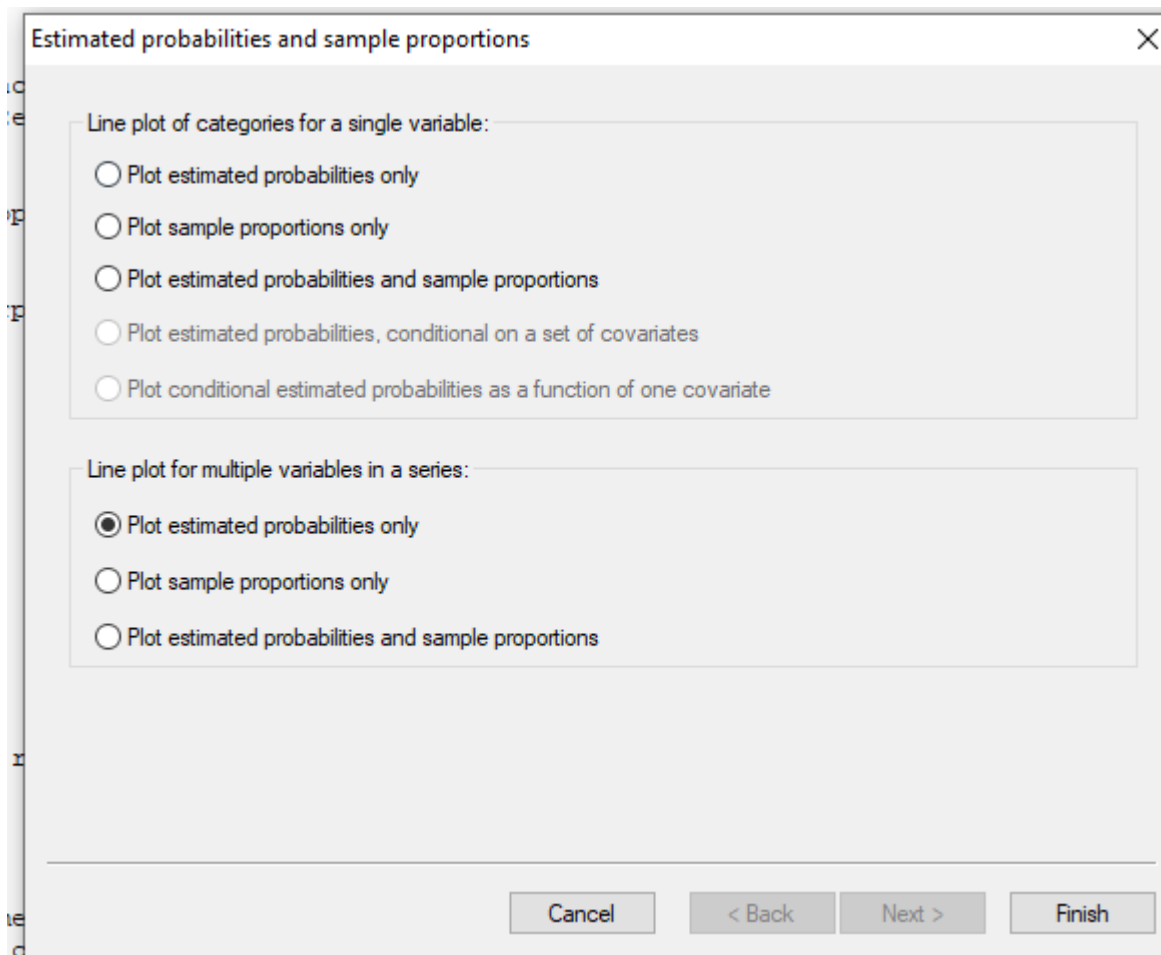 Estimated probabilities and sample proportions
Line plot of categories for a single variable:
Plot estimated probabilities only
Plot sample proportions only
Plot estimated probabilities and sample proportions
Plot estimated probabilities, conditional on a set of covariates
Plot conditional estimated probabilities as a function of one covariate
Line plot for multiple variables in a series:
Plot estimated probabilities only
Plot sample proportions only
Plot estimated probabilities and sample proportions
Cancel
< Back
Next >
Finish